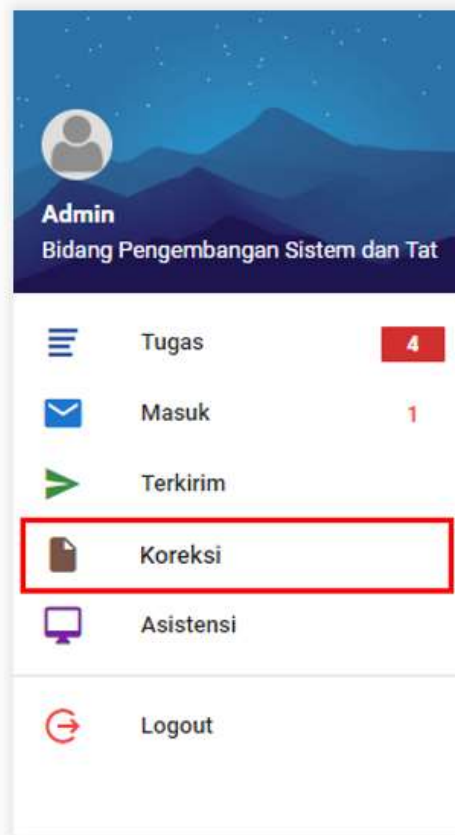 Admin
Bidang Pengembangan Sistem dan Tat
Tugas 4
Masuk 1
Terkirim
Koreksi
Asistensi
Logout